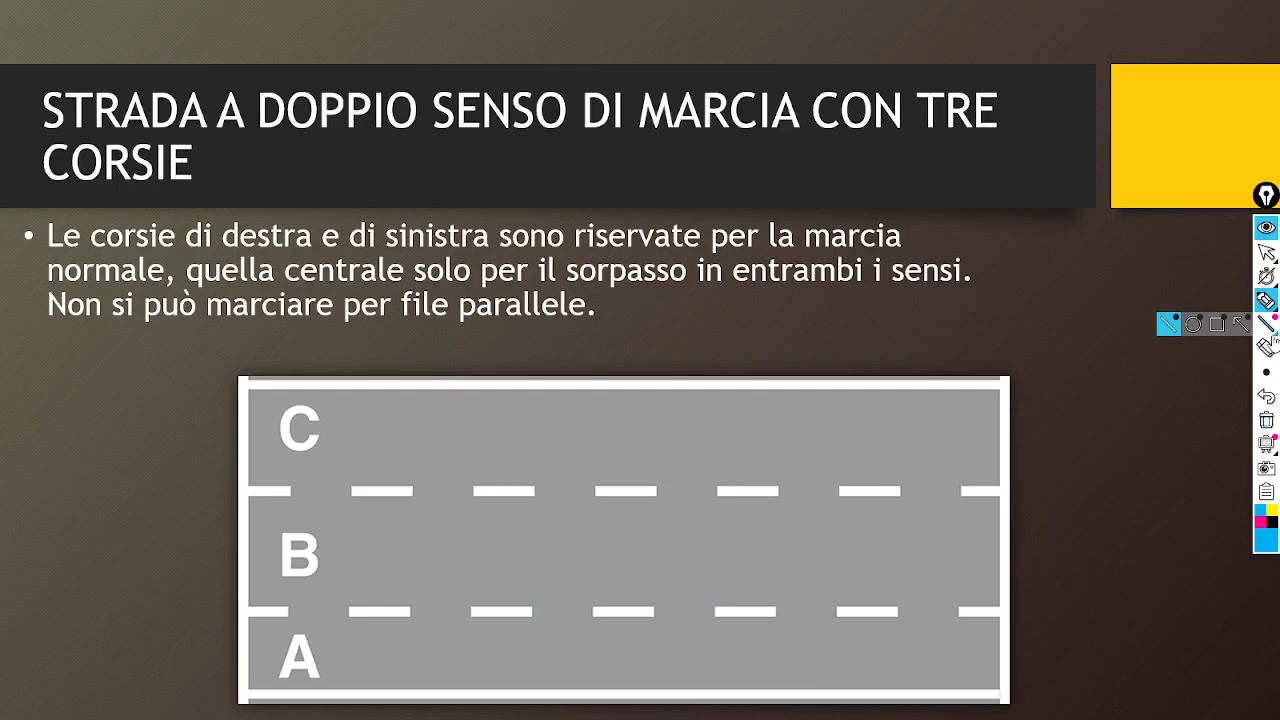 STRADA A DOPPIO SENSO DI MARCIA CON TRE
CORSIE
• Le corsie di destra e di sinistra sono riservate per la marcia
normale, quella centrale solo per il sorpasso in entrambi i sensi.
Non si può marciare per file parallele.
C
B
A